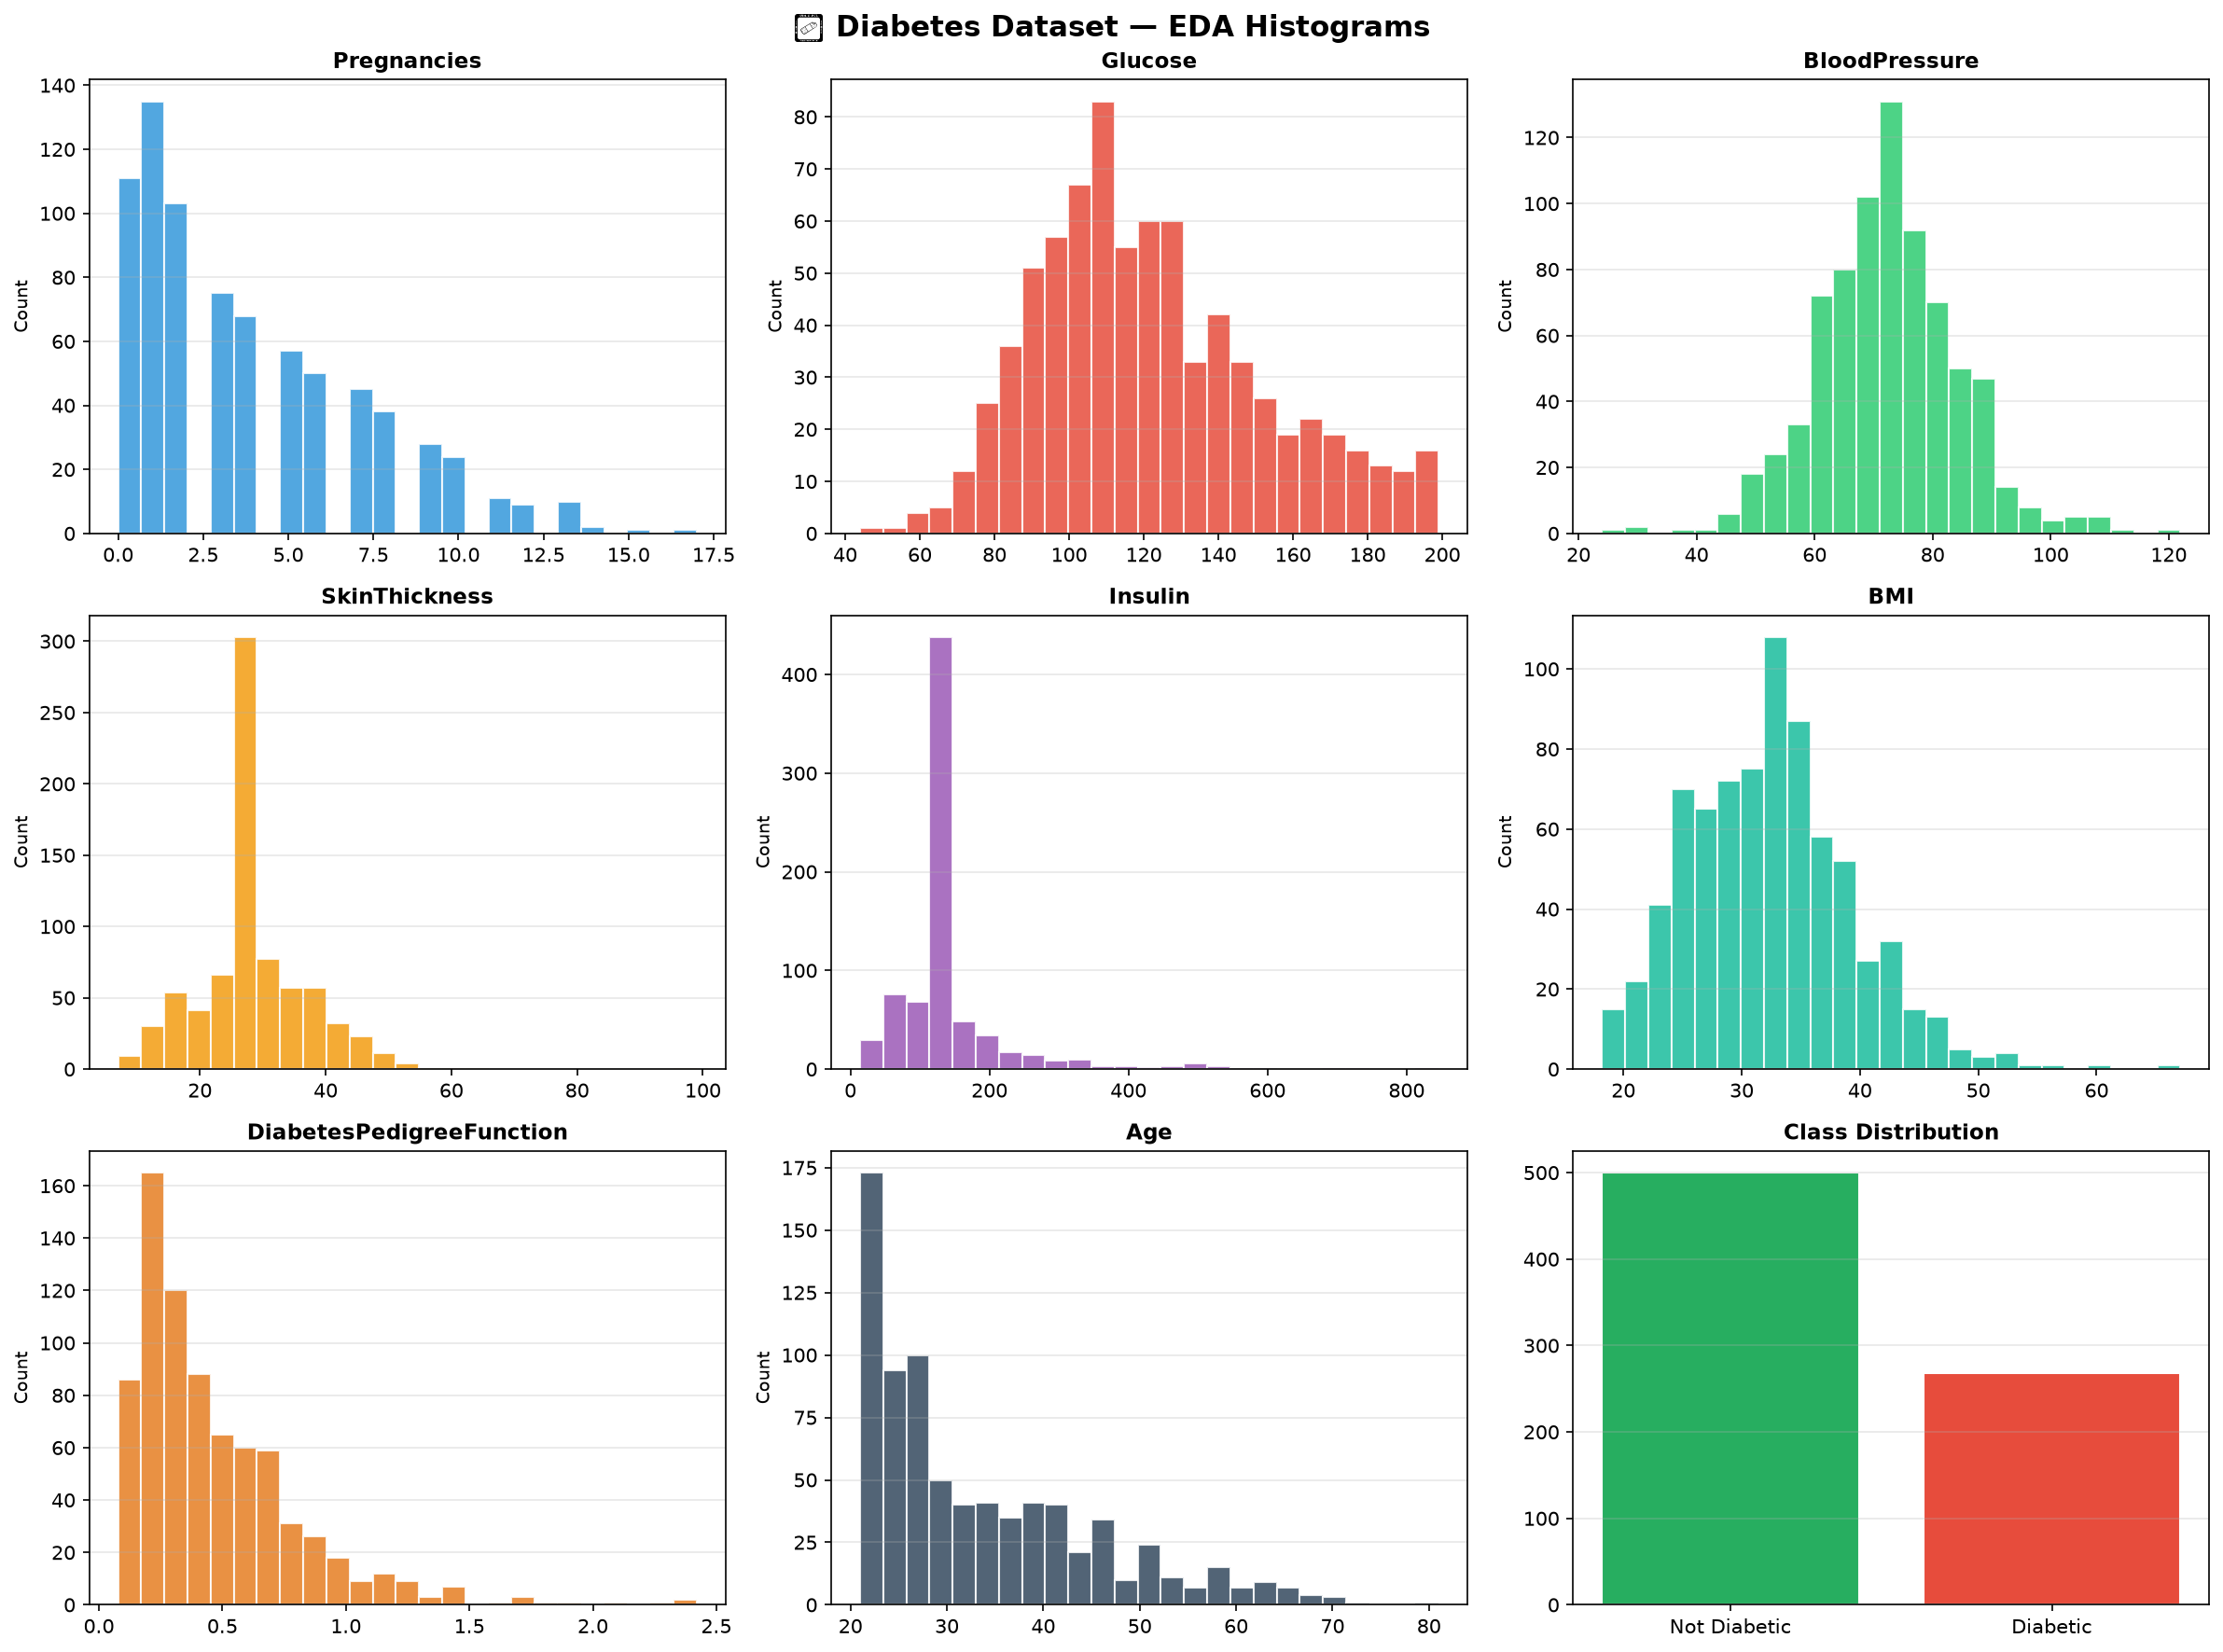 Diabetes Dataset — EDA Histograms
Pregnancies
Count
140
120
100
80
60
40
20
0
0.0 2.5 5.0 7.5 10.0 12.5 15.0 17.5
Glucose
Count
80
70
60
50
40
30
20
10
0
40 60 80 100 120 140 160 180 200
BloodPressure
Count
120
100
80
60
40
20
0
20 40 60 80 100 120
SkinThickness
Count
300
250
200
150
100
50
0
20 40 60 80 100
Insulin
Count
400
300
200
100
0
0 200 400 600 800
BMI
Count
100
80
60
40
20
0
20 30 40 50 60
DiabetesPedigreeFunction
Count
160
140
120
100
80
60
40
20
0
0.0 0.5 1.0 1.5 2.0 2.5
Age
Count
175
150
125
100
75
50
25
0
20 30 40 50 60 70 80
Class Distribution
500
400
300
200
100
0
Not Diabetic Diabetic